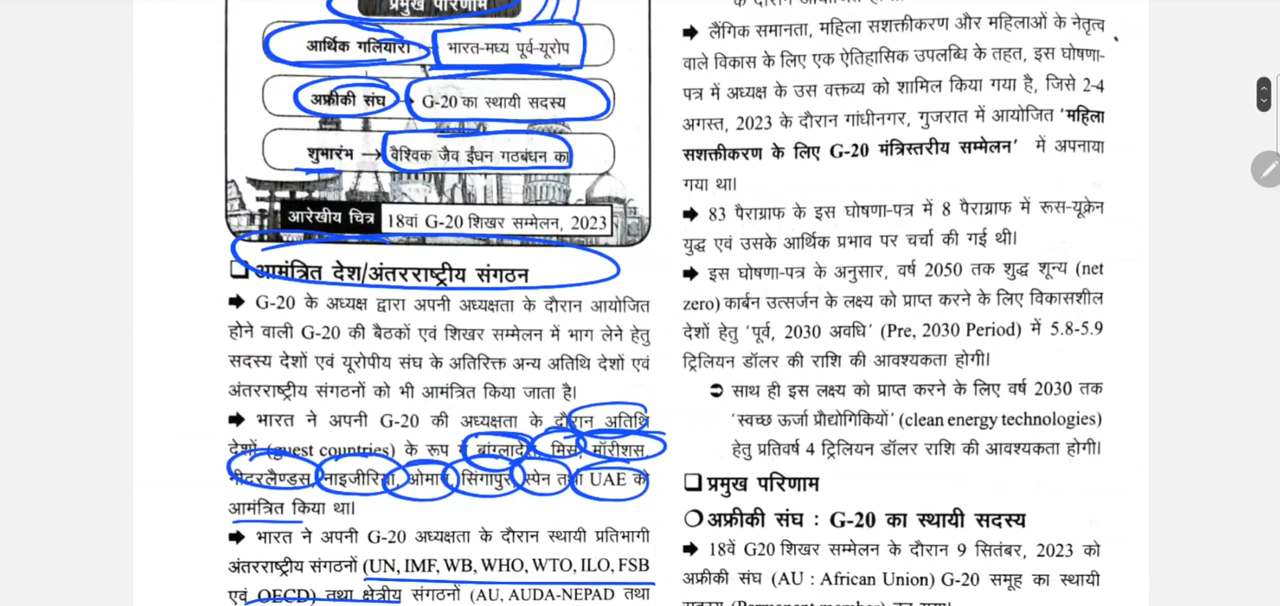 प्रमुख परिणाम
आर्थिक गलियारा → भारत-मध्य पूर्व-यूरोप
अफ्रीकी संघ → G-20 का स्थायी सदस्य
शुभारंभ → वैश्विक जैव ईंधन गठबंधन का
आरेखीय चित्र 18वां G-20 शिखर सम्मेलन, 2023
❑ आमंत्रित देश/अंतरराष्ट्रीय संगठन
➡ G-20 के अध्यक्ष द्वारा अपनी अध्यक्षता के दौरान आयोजित
होने वाली G-20 की बैठकों एवं शिखर सम्मेलन में भाग लेने हेतु
सदस्य देशों एवं यूरोपीय संघ के अतिरिक्त अन्य अतिथि देशों एवं
अंतरराष्ट्रीय संगठनों को भी आमंत्रित किया जाता है।
➡ भारत ने अपनी G-20 की अध्यक्षता के दौरान अतिथि
देशों (guest countries) के रूप में बांग्लादेश, मिस्र, मॉरीशस,
नीदरलैण्डस, नाइजीरिया, ओमान, सिंगापुर, स्पेन तथा UAE को
आमंत्रित किया था।
➡ भारत ने अपनी G-20 अध्यक्षता के दौरान स्थायी प्रतिभागी
अंतरराष्ट्रीय संगठनों (UN, IMF, WB, WHO, WTO, ILO, FSB
एवं OECD) तथा क्षेत्रीय संगठनों (AU, AUDA-NEPAD तथा
➡ लैंगिक समानता, महिला सशक्तीकरण और महिलाओं के नेतृत्व
वाले विकास के लिए एक ऐतिहासिक उपलब्धि के तहत, इस घोषणा-
पत्र में अध्यक्ष के उस वक्तव्य को शामिल किया गया है, जिसे 2-4
अगस्त, 2023 के दौरान गांधीनगर, गुजरात में आयोजित 'महिला
सशक्तीकरण के लिए G-20 मंत्रिस्तरीय सम्मेलन' में अपनाया
गया था।
➡ 83 पैराग्राफ के इस घोषणा-पत्र में 8 पैराग्राफ में रूस-यूक्रेन
युद्ध एवं उसके आर्थिक प्रभाव पर चर्चा की गई थी।
➡ इस घोषणा-पत्र के अनुसार, वर्ष 2050 तक शुद्ध शून्य (net
zero) कार्बन उत्सर्जन के लक्ष्य को प्राप्त करने के लिए विकासशील
देशों हेतु 'पूर्व, 2030 अवधि' (Pre, 2030 Period) में 5.8-5.9
ट्रिलियन डॉलर की राशि की आवश्यकता होगी।
➲ साथ ही इस लक्ष्य को प्राप्त करने के लिए वर्ष 2030 तक
'स्वच्छ ऊर्जा प्रौद्योगिकियों' (clean energy technologies)
हेतु प्रतिवर्ष 4 ट्रिलियन डॉलर राशि की आवश्यकता होगी।
❑ प्रमुख परिणाम
❍ अफ्रीकी संघ : G-20 का स्थायी सदस्य
➡ 18वें G20 शिखर सम्मेलन के दौरान 9 सितंबर, 2023 को
अफ्रीकी संघ (AU : African Union) G-20 समूह का स्थायी